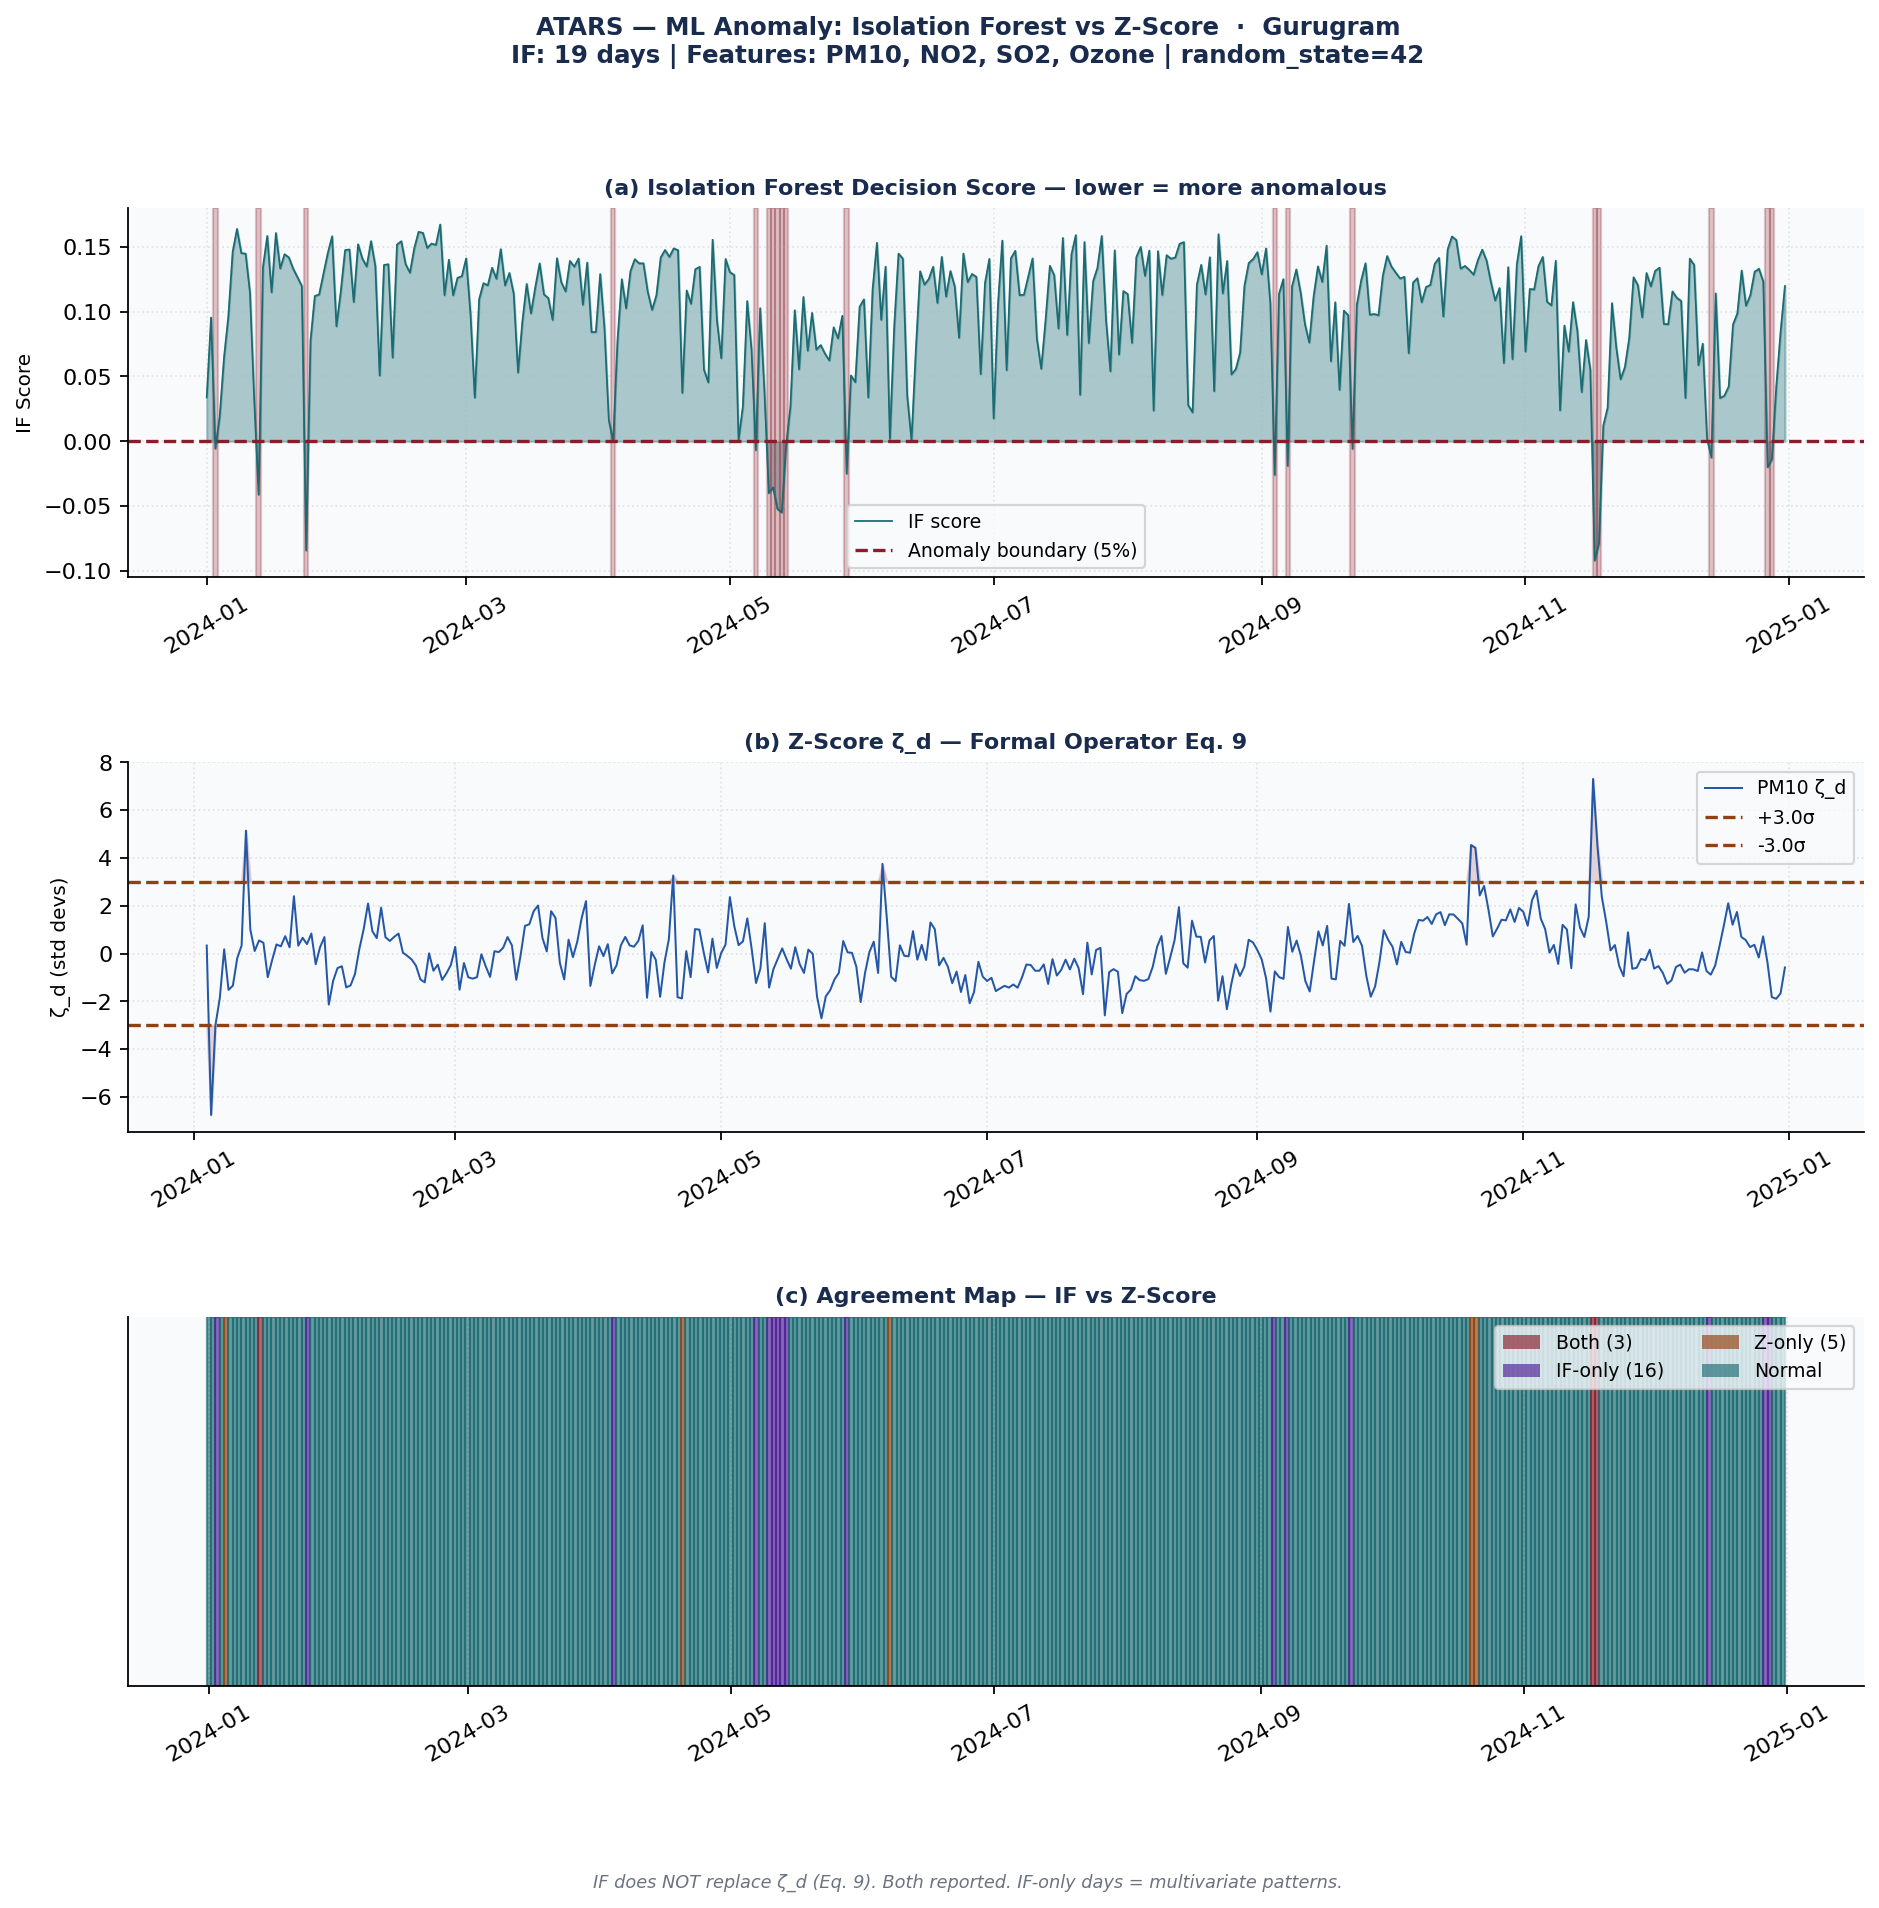 ATARS — ML Anomaly: Isolation Forest vs Z-Score · Gurugram
IF: 19 days | Features: PM10, NO2, SO2, Ozone | random_state=42
(a) Isolation Forest Decision Score — lower = more anomalous
IF Score
0.15
0.10
0.05
0.00
−0.05
−0.10
IF score
Anomaly boundary (5%)
2024-01
2024-03
2024-05
2024-07
2024-09
2024-11
2025-01
(b) Z-Score ζ_d — Formal Operator Eq. 9
ζ_d (std devs)
8
6
4
2
0
−2
−4
−6
PM10 ζ_d
+3.0σ
-3.0σ
2024-01
2024-03
2024-05
2024-07
2024-09
2024-11
2025-01
(c) Agreement Map — IF vs Z-Score
Both (3)
IF-only (16)
Z-only (5)
Normal
2024-01
2024-03
2024-05
2024-07
2024-09
2024-11
2025-01
IF does NOT replace ζ_d (Eq. 9). Both reported. IF-only days = multivariate patterns.